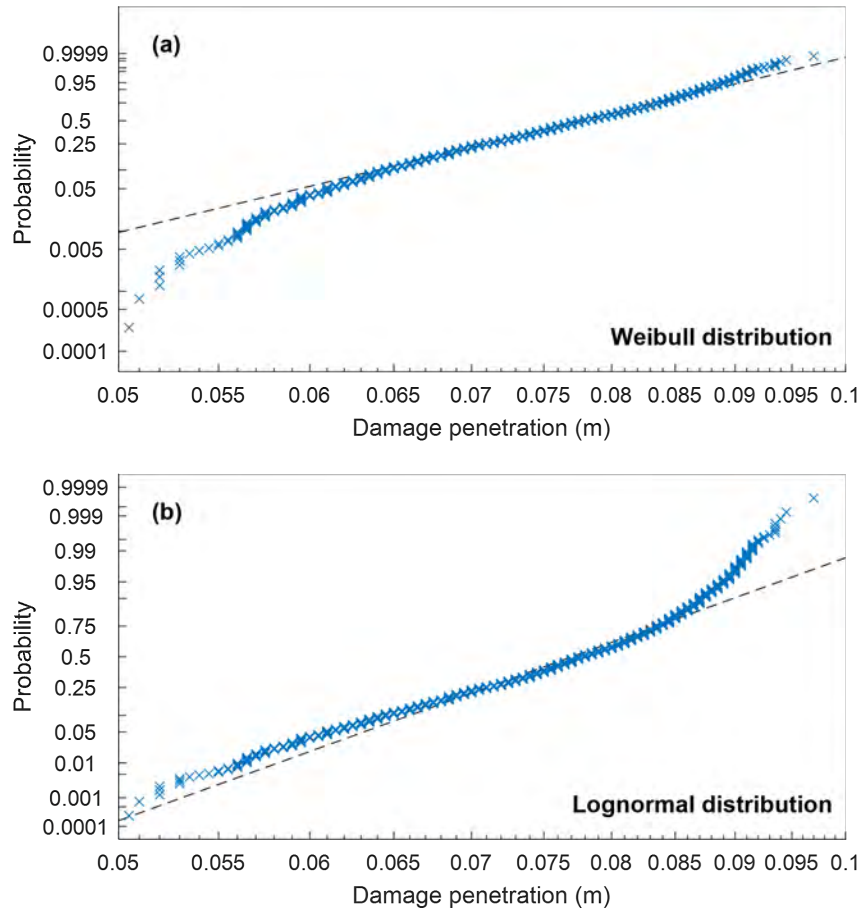 (a)
0.9999
0.95
0.5
0.25
0.05
0.005
0.0005
0.0001
Probability
Weibull distribution
0.05 0.055 0.06 0.065 0.07 0.075 0.08 0.085 0.09 0.095 0.1
Damage penetration (m)
(b)
0.9999
0.999
0.99
0.95
0.75
0.5
0.25
0.05
0.01
0.001
0.0001
Probability
Lognormal distribution
0.05 0.055 0.06 0.065 0.07 0.075 0.08 0.085 0.09 0.095 0.1
Damage penetration (m)